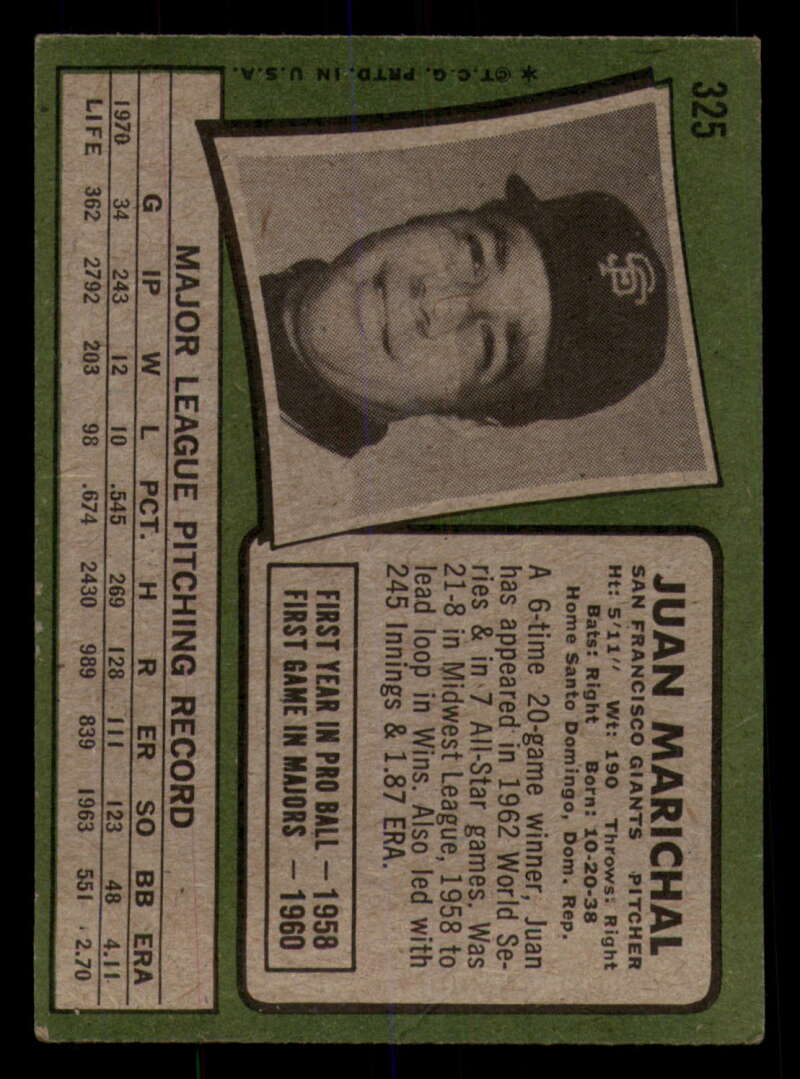 325
* ©T.C.G. PRTD. IN U.S.A.
SF
JUAN MARICHAL
SAN FRANCISCO GIANTS PITCHER
Ht: 5'11" Wt: 190 Throws: Right
Bats: Right Born: 10-20-38
Home Santo Domingo, Dom. Rep.
A 6-time 20-game winner, Juan
has appeared in 1962 World Se-
ries & in 7 All-Star games. Was
21-8 in Midwest League, 1958 to
lead loop in Wins. Also led with
245 Innings & 1.87 ERA.
FIRST YEAR IN PRO BALL — 1958
FIRST GAME IN MAJORS — 1960
MAJOR LEAGUE PITCHING RECORD
G IP W L PCT. H R ER SO BB ERA
1970 34 243 12 10 .545 269 128 111 123 48 4.11
LIFE 362 2792 203 98 .674 2430 989 839 1963 551 2.70